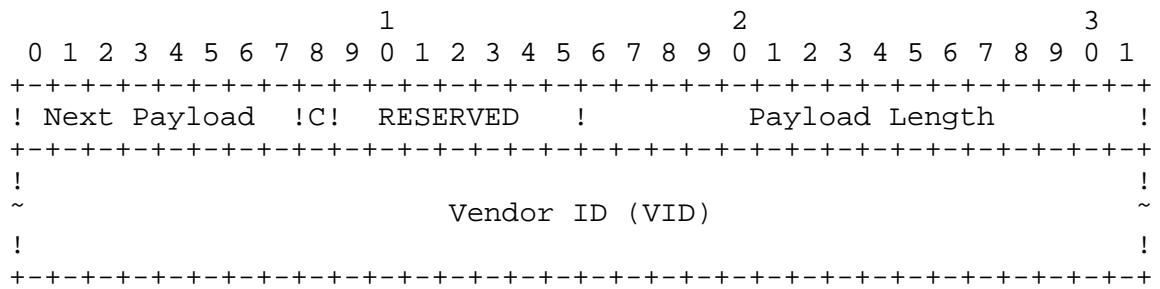 1                   2                   3
 0 1 2 3 4 5 6 7 8 9 0 1 2 3 4 5 6 7 8 9 0 1 2 3 4 5 6 7 8 9 0 1
+-+-+-+-+-+-+-+-+-+-+-+-+-+-+-+-+-+-+-+-+-+-+-+-+-+-+-+-+-+-+-+-+
! Next Payload  !C!  RESERVED   !         Payload Length        !
+-+-+-+-+-+-+-+-+-+-+-+-+-+-+-+-+-+-+-+-+-+-+-+-+-+-+-+-+-+-+-+-+
!                                                               !
~                        Vendor ID (VID)                        ~
!                                                               !
+-+-+-+-+-+-+-+-+-+-+-+-+-+-+-+-+-+-+-+-+-+-+-+-+-+-+-+-+-+-+-+-+